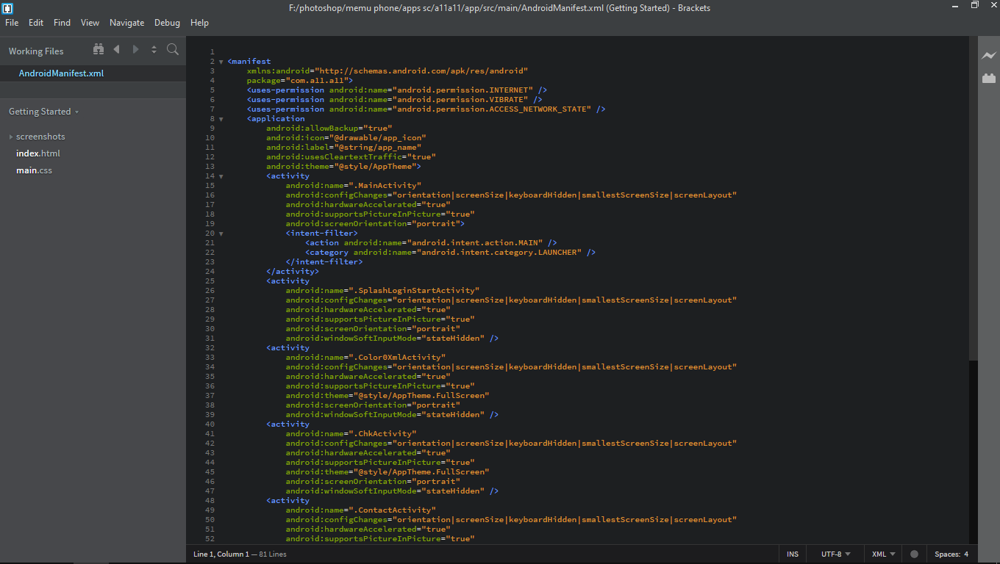 F:/photoshop/memu phone/apps sc/a11a11/app/src/main/AndroidManifest.xml (Getting Started) - Brackets
File Edit Find View Navigate Debug Help
Working Files
AndroidManifest.xml
Getting Started
screenshots
index.html
main.css
1
2 <manifest
3 xmlns:android="http://schemas.android.com/apk/res/android"
4 package="com.a11.a11">
5 <uses-permission android:name="android.permission.INTERNET" />
6 <uses-permission android:name="android.permission.VIBRATE" />
7 <uses-permission android:name="android.permission.ACCESS_NETWORK_STATE" />
8 <application
9 android:allowBackup="true"
10 android:icon="@drawable/app_icon"
11 android:label="@string/app_name"
12 android:usesCleartextTraffic="true"
13 android:theme="@style/AppTheme">
14 <activity
15 android:name=".MainActivity"
16 android:configChanges="orientation|screenSize|keyboardHidden|smallestScreenSize|screenLayout"
17 android:hardwareAccelerated="true"
18 android:supportsPictureInPicture="true"
19 android:screenOrientation="portrait">
20 <intent-filter>
21 <action android:name="android.intent.action.MAIN" />
22 <category android:name="android.intent.category.LAUNCHER" />
23 </intent-filter>
24 </activity>
25 <activity
26 android:name=".SplashLoginStartActivity"
27 android:configChanges="orientation|screenSize|keyboardHidden|smallestScreenSize|screenLayout"
28 android:hardwareAccelerated="true"
29 android:supportsPictureInPicture="true"
30 android:screenOrientation="portrait"
31 android:windowSoftInputMode="stateHidden" />
32 <activity
33 android:name=".Color0XmlActivity"
34 android:configChanges="orientation|screenSize|keyboardHidden|smallestScreenSize|screenLayout"
35 android:hardwareAccelerated="true"
36 android:supportsPictureInPicture="true"
37 android:theme="@style/AppTheme.FullScreen"
38 android:screenOrientation="portrait"
39 android:windowSoftInputMode="stateHidden" />
40 <activity
41 android:name=".ChkActivity"
42 android:configChanges="orientation|screenSize|keyboardHidden|smallestScreenSize|screenLayout"
43 android:hardwareAccelerated="true"
44 android:supportsPictureInPicture="true"
45 android:theme="@style/AppTheme.FullScreen"
46 android:screenOrientation="portrait"
47 android:windowSoftInputMode="stateHidden" />
48 <activity
49 android:name=".ContactActivity"
50 android:configChanges="orientation|screenSize|keyboardHidden|smallestScreenSize|screenLayout"
51 android:hardwareAccelerated="true"
52 android:supportsPictureInPicture="true"
Line 1, Column 1 — 81 Lines
INS UTF-8 XML Spaces: 4